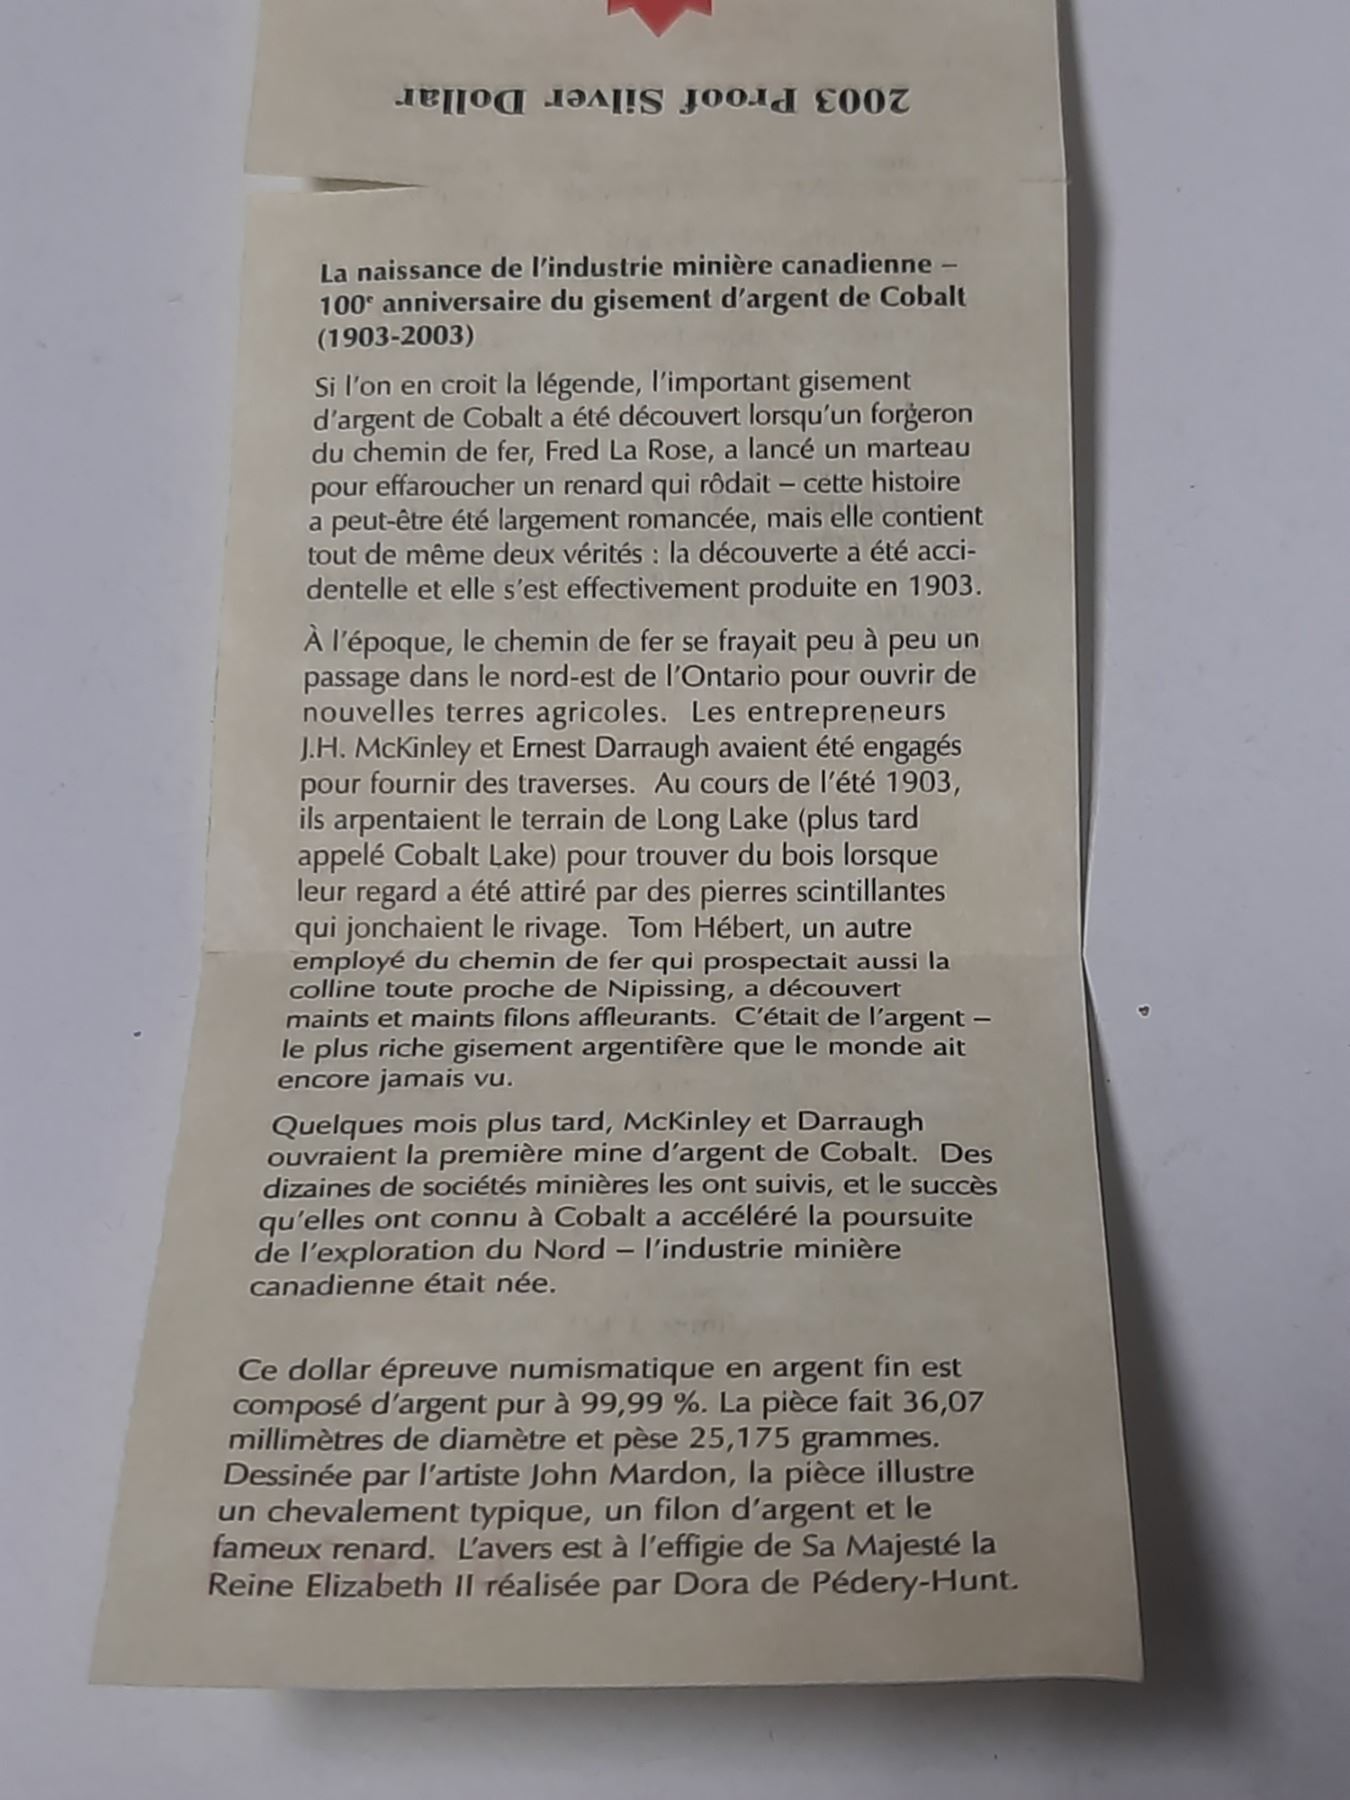 2003 Proof Silver Dollar
La naissance de l'industrie minière canadienne –
100e anniversaire du gisement d'argent de Cobalt
(1903-2003)
Si l'on en croit la légende, l'important gisement
d'argent de Cobalt a été découvert lorsqu'un forgeron
du chemin de fer, Fred La Rose, a lancé un marteau
pour effaroucher un renard qui rôdait – cette histoire
a peut-être été largement romancée, mais elle contient
tout de même deux vérités : la découverte a été acci-
dentelle et elle s'est effectivement produite en 1903.
À l'époque, le chemin de fer se frayait peu à peu un
passage dans le nord-est de l'Ontario pour ouvrir de
nouvelles terres agricoles. Les entrepreneurs
J.H. McKinley et Ernest Darraugh avaient été engagés
pour fournir des traverses. Au cours de l'été 1903,
ils arpentaient le terrain de Long Lake (plus tard
appelé Cobalt Lake) pour trouver du bois lorsque
leur regard a été attiré par des pierres scintillantes
qui jonchaient le rivage. Tom Hébert, un autre
employé du chemin de fer qui prospectait aussi la
colline toute proche de Nipissing, a découvert
maints et maints filons affleurants. C'était de l'argent –
le plus riche gisement argentifère que le monde ait
encore jamais vu.
Quelques mois plus tard, McKinley et Darraugh
ouvraient la première mine d'argent de Cobalt. Des
dizaines de sociétés minières les ont suivis, et le succès
qu'elles ont connu à Cobalt a accéléré la poursuite
de l'exploration du Nord – l'industrie minière
canadienne était née.
Ce dollar épreuve numismatique en argent fin est
composé d'argent pur à 99,99 %. La pièce fait 36,07
millimètres de diamètre et pèse 25,175 grammes.
Dessinée par l'artiste John Mardon, la pièce illustre
un chevalement typique, un filon d'argent et le
fameux renard. L'avers est à l'effigie de Sa Majesté la
Reine Elizabeth II réalisée par Dora de Pédery-Hunt.